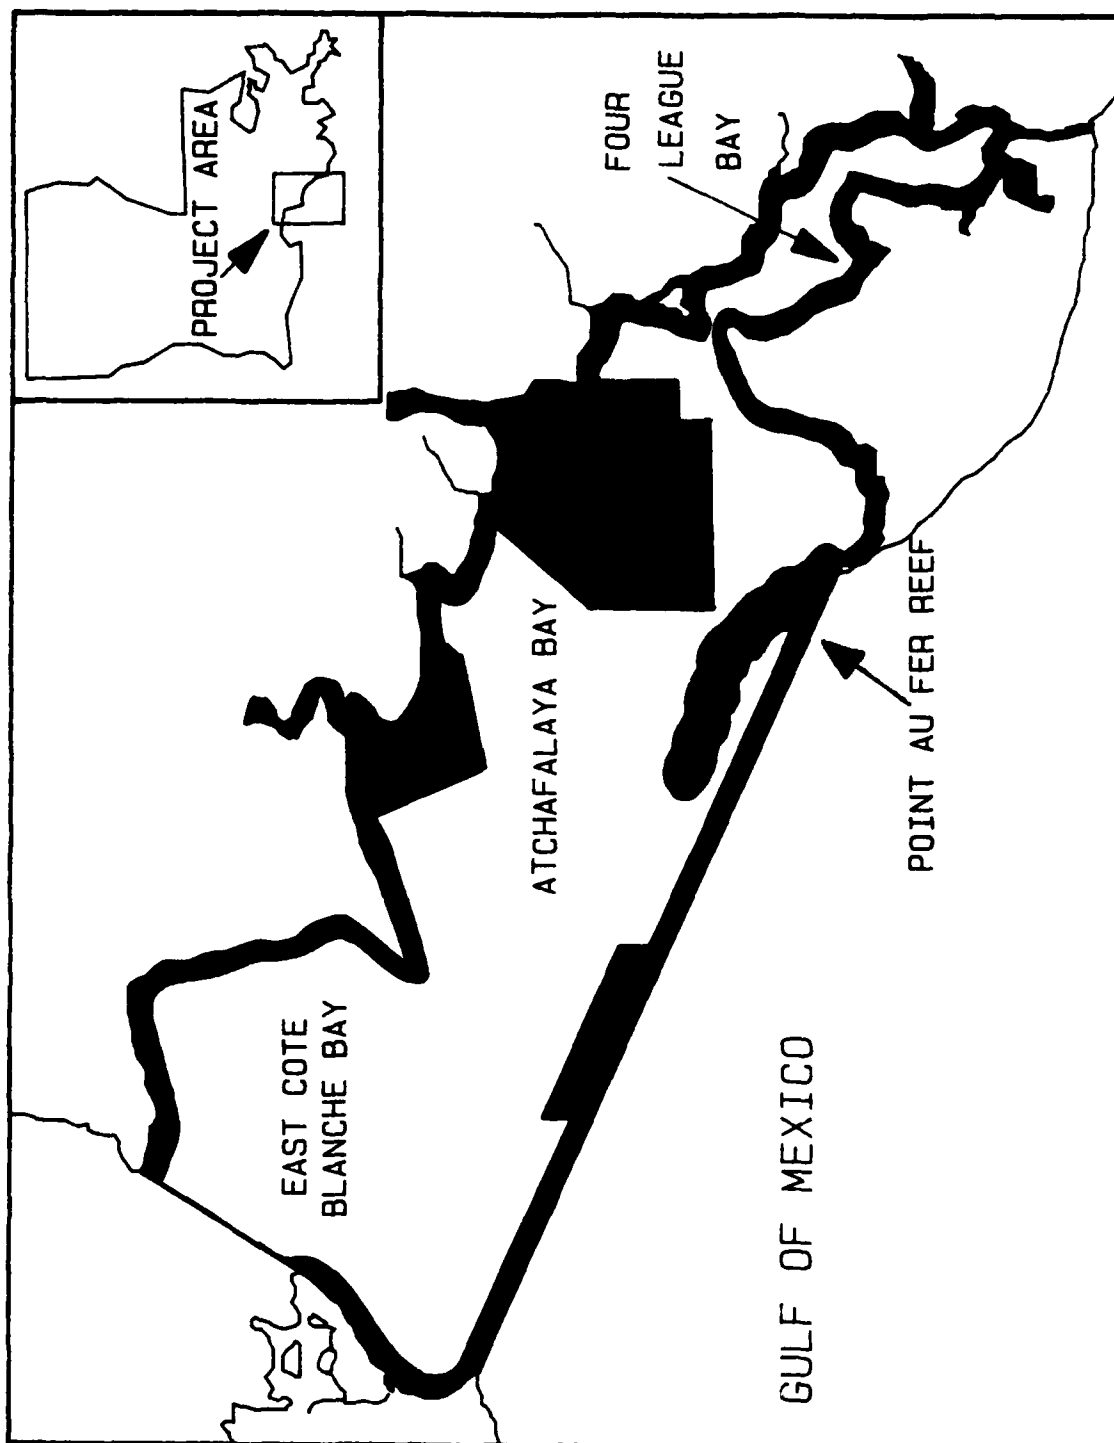 PROJECT AREA
FOUR
LEAGUE
BAY
ATCHAFALAYA BAY
POINT AU FER REEF
EAST COTE
BLANCHE BAY
GULF OF MEXICO